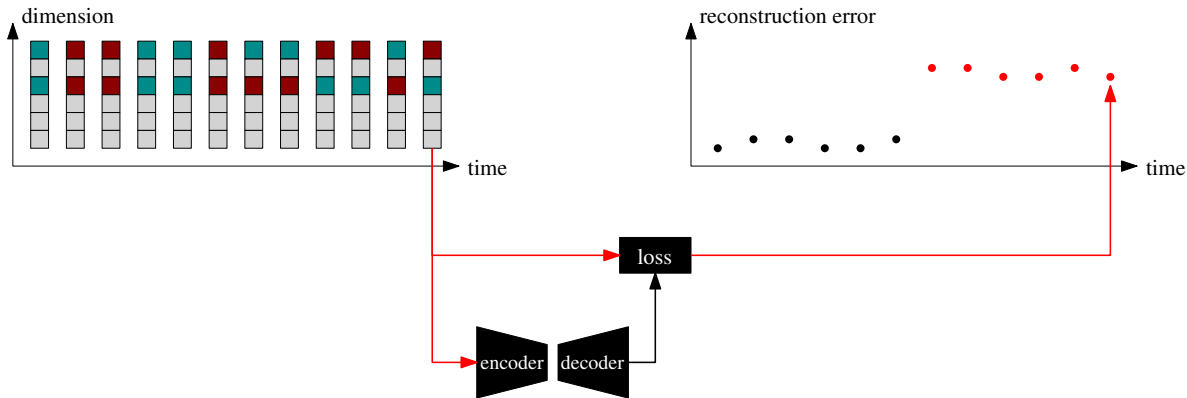 dimension
time
reconstruction error
time
loss
encoder
decoder